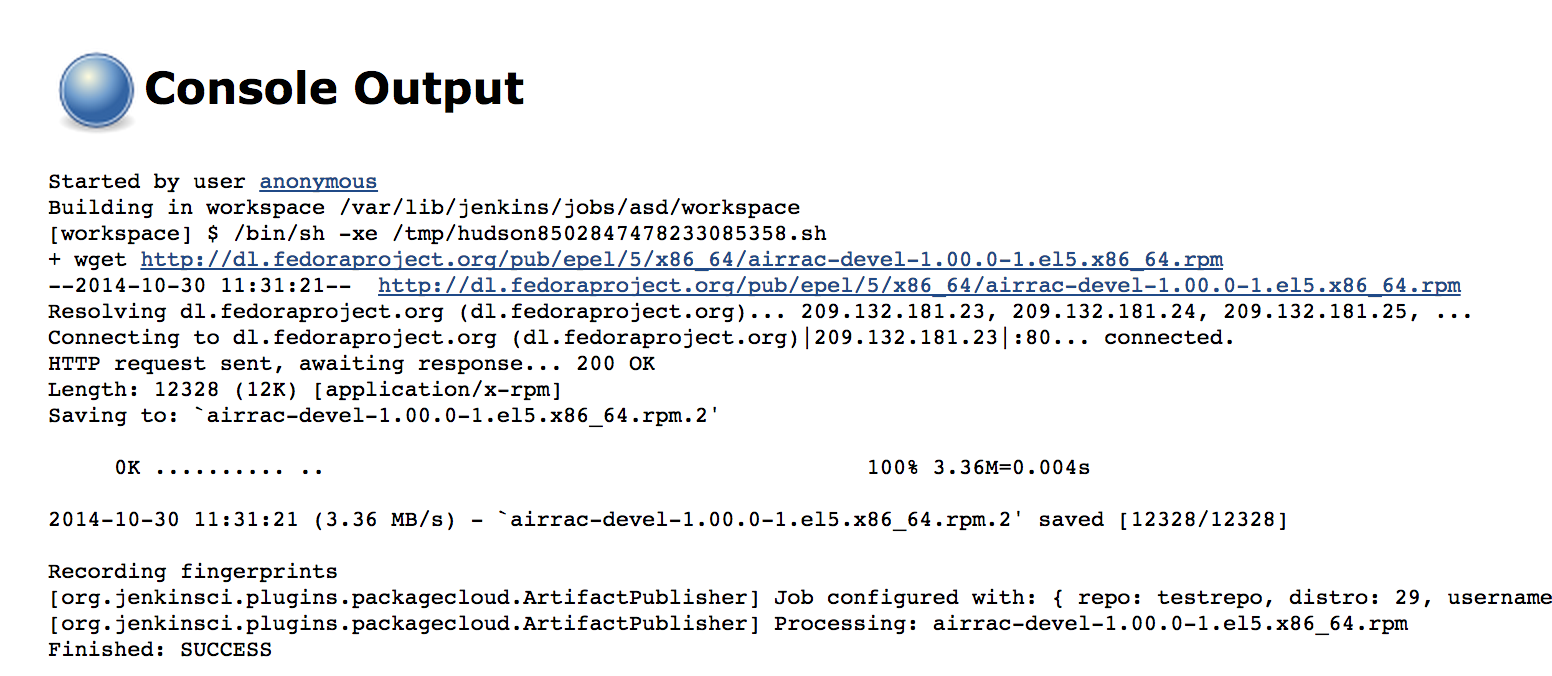 Console Output
Started by user anonymous
Building in workspace /var/lib/jenkins/jobs/asd/workspace
[workspace] $ /bin/sh -xe /tmp/hudson8502847478233085358.sh
+ wget http://dl.fedoraproject.org/pub/epel/5/x86_64/airrac-devel-1.00.0-1.el5.x86_64.rpm
--2014-10-30 11:31:21--  http://dl.fedoraproject.org/pub/epel/5/x86_64/airrac-devel-1.00.0-1.el5.x86_64.rpm
Resolving dl.fedoraproject.org (dl.fedoraproject.org)... 209.132.181.23, 209.132.181.24, 209.132.181.25, ...
Connecting to dl.fedoraproject.org (dl.fedoraproject.org)|209.132.181.23|:80... connected.
HTTP request sent, awaiting response... 200 OK
Length: 12328 (12K) [application/x-rpm]
Saving to: `airrac-devel-1.00.0-1.el5.x86_64.rpm.2'
0K .......... .. 100% 3.36M=0.004s
2014-10-30 11:31:21 (3.36 MB/s) - `airrac-devel-1.00.0-1.el5.x86_64.rpm.2' saved [12328/12328]
Recording fingerprints
[org.jenkinsci.plugins.packagecloud.ArtifactPublisher] Job configured with: { repo: testrepo, distro: 29, username
[org.jenkinsci.plugins.packagecloud.ArtifactPublisher] Processing: airrac-devel-1.00.0-1.el5.x86_64.rpm
Finished: SUCCESS